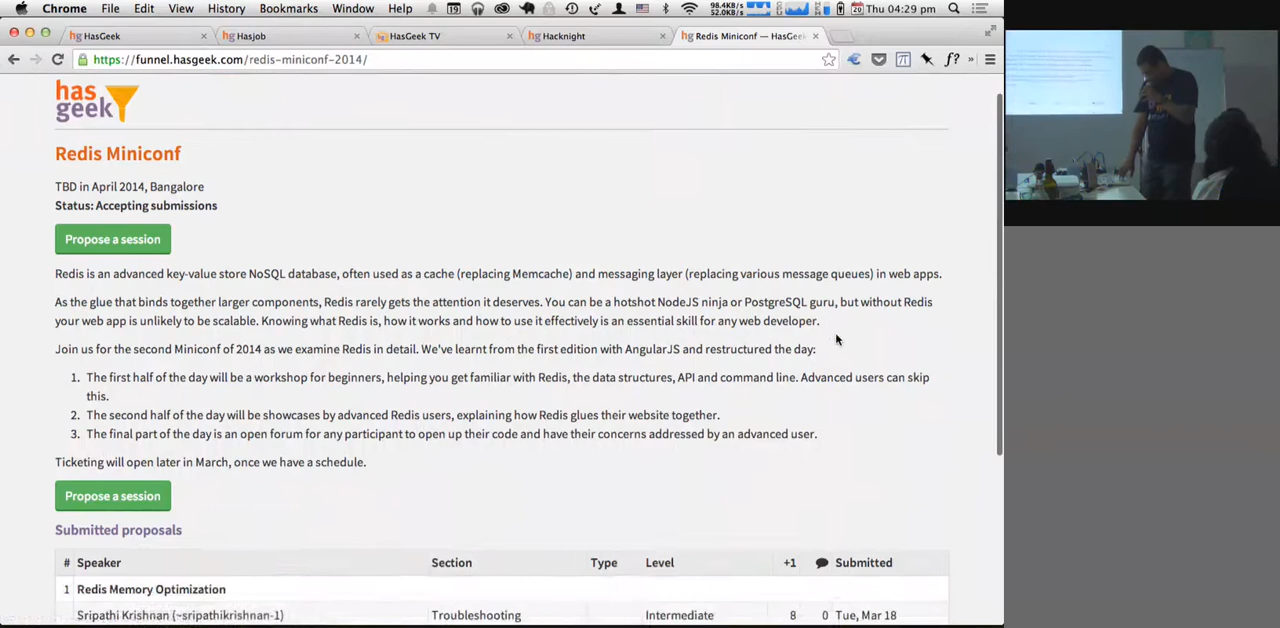 Chrome File Edit View History Bookmarks Window Help 19 98.4KB/s 52.0KB/s 20 Thu 04:29 pm
hg HasGeek × hg Hasjob × HasGeek TV × hg Hacknight × hg Redis Miniconf — HasGeek ×
https://funnel.hasgeek.com/redis-miniconf-2014/ π f? »
has
geek
Redis Miniconf
TBD in April 2014, Bangalore
Status: Accepting submissions
Propose a session
Redis is an advanced key-value store NoSQL database, often used as a cache (replacing Memcache) and messaging layer (replacing various message queues) in web apps.
As the glue that binds together larger components, Redis rarely gets the attention it deserves. You can be a hotshot NodeJS ninja or PostgreSQL guru, but without Redis
your web app is unlikely to be scalable. Knowing what Redis is, how it works and how to use it effectively is an essential skill for any web developer.
Join us for the second Miniconf of 2014 as we examine Redis in detail. We've learnt from the first edition with AngularJS and restructured the day:
1. The first half of the day will be a workshop for beginners, helping you get familiar with Redis, the data structures, API and command line. Advanced users can skip
this.
2. The second half of the day will be showcases by advanced Redis users, explaining how Redis glues their website together.
3. The final part of the day is an open forum for any participant to open up their code and have their concerns addressed by an advanced user.
Ticketing will open later in March, once we have a schedule.
Propose a session
Submitted proposals
# Speaker Section Type Level +1 Submitted
1 Redis Memory Optimization
Sripathi Krishnan (~sripathikrishnan-1) Troubleshooting Intermediate 8 0 Tue, Mar 18